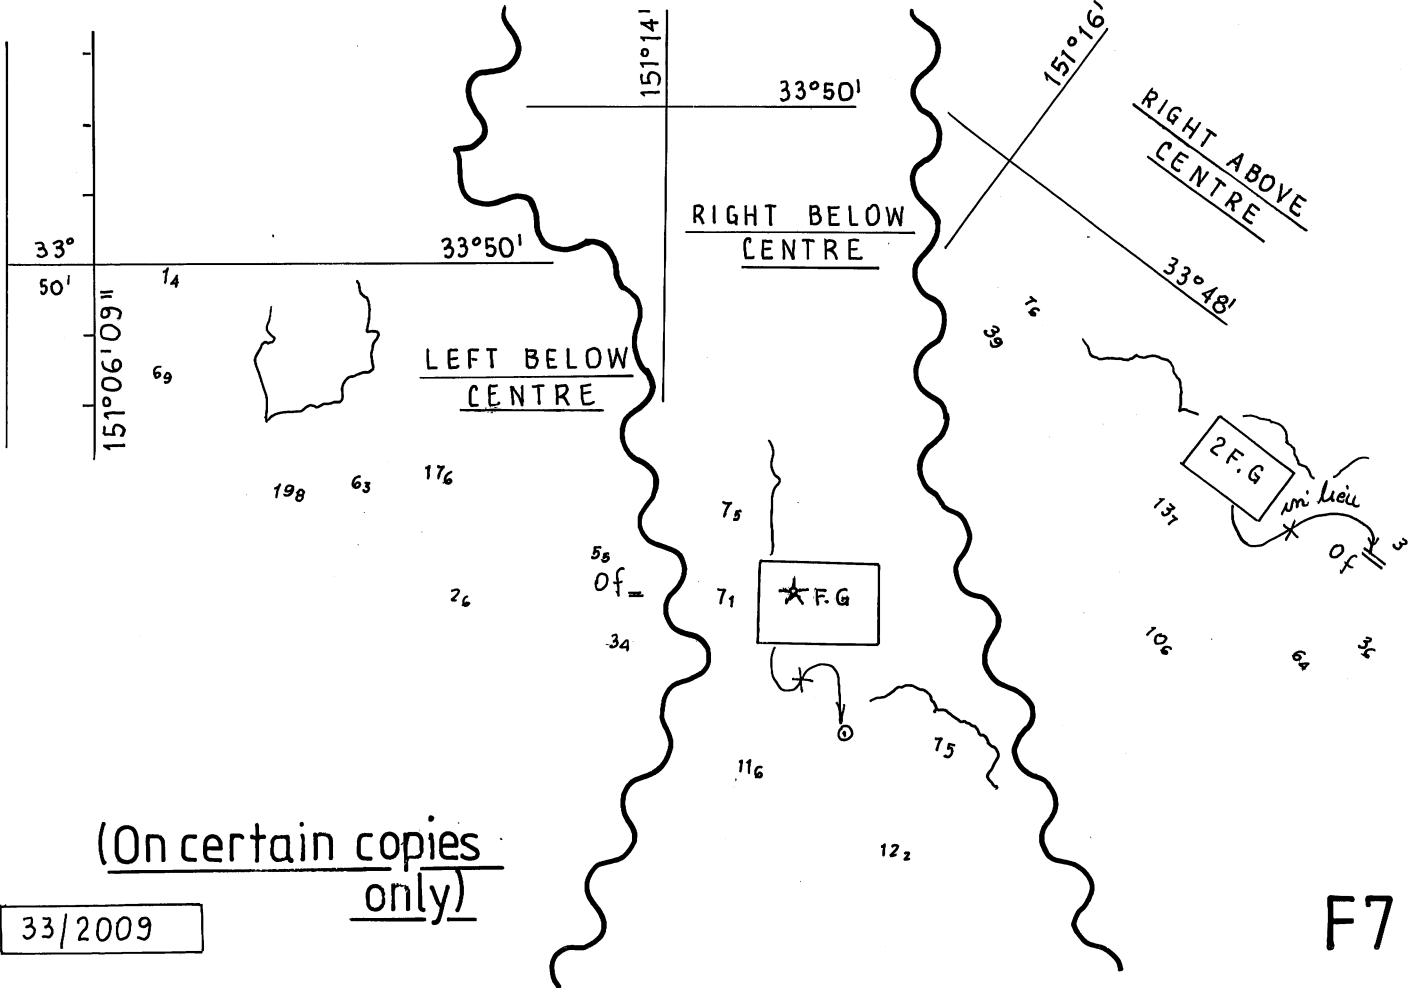 33°
50'
151°06'09"
33°50'
1₄
6₉
LEFT BELOW
CENTRE
19₈
6₃
17₆
2₆
5₅
Of
3₄
151°14'
33°50'
RIGHT BELOW
CENTRE
7₅
7₁
F.G
11₆
7₅
12₂
151°16'
33°48'
RIGHT ABOVE
CENTRE
7₆
3₉
2 F.G
in lieu
Of
3
13₇
10₆
6₄
3₆
(On certain copies
only)
33/2009
F7